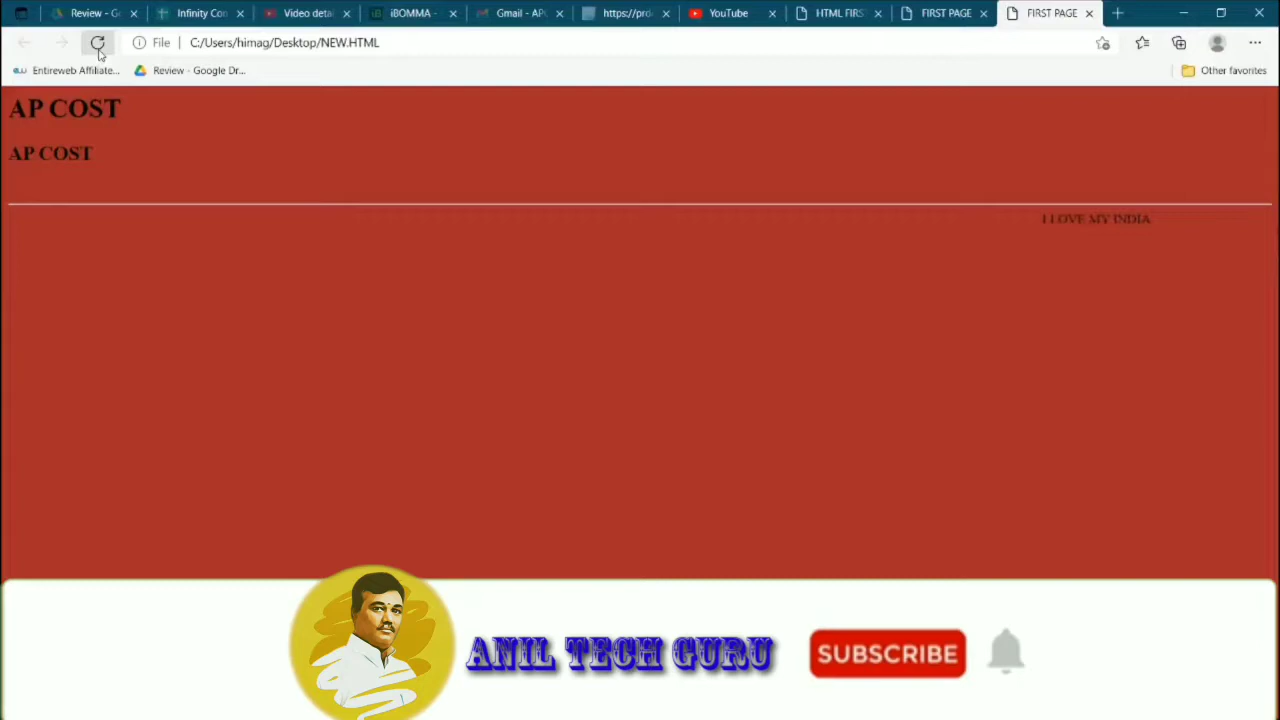 Review - G
Infinity Con
Video deta
iBOMMA -
Gmail - AP
https://prd
YouTube
HTML FIRS
FIRST PAGE
FIRST PAGE
File
C:/Users/himag/Desktop/NEW.HTML
Entireweb Affiliate...
Review - Google Dr...
Other favorites
AP COST
AP COST
I LOVE MY INDIA
ANIL TECH GURU
SUBSCRIBE